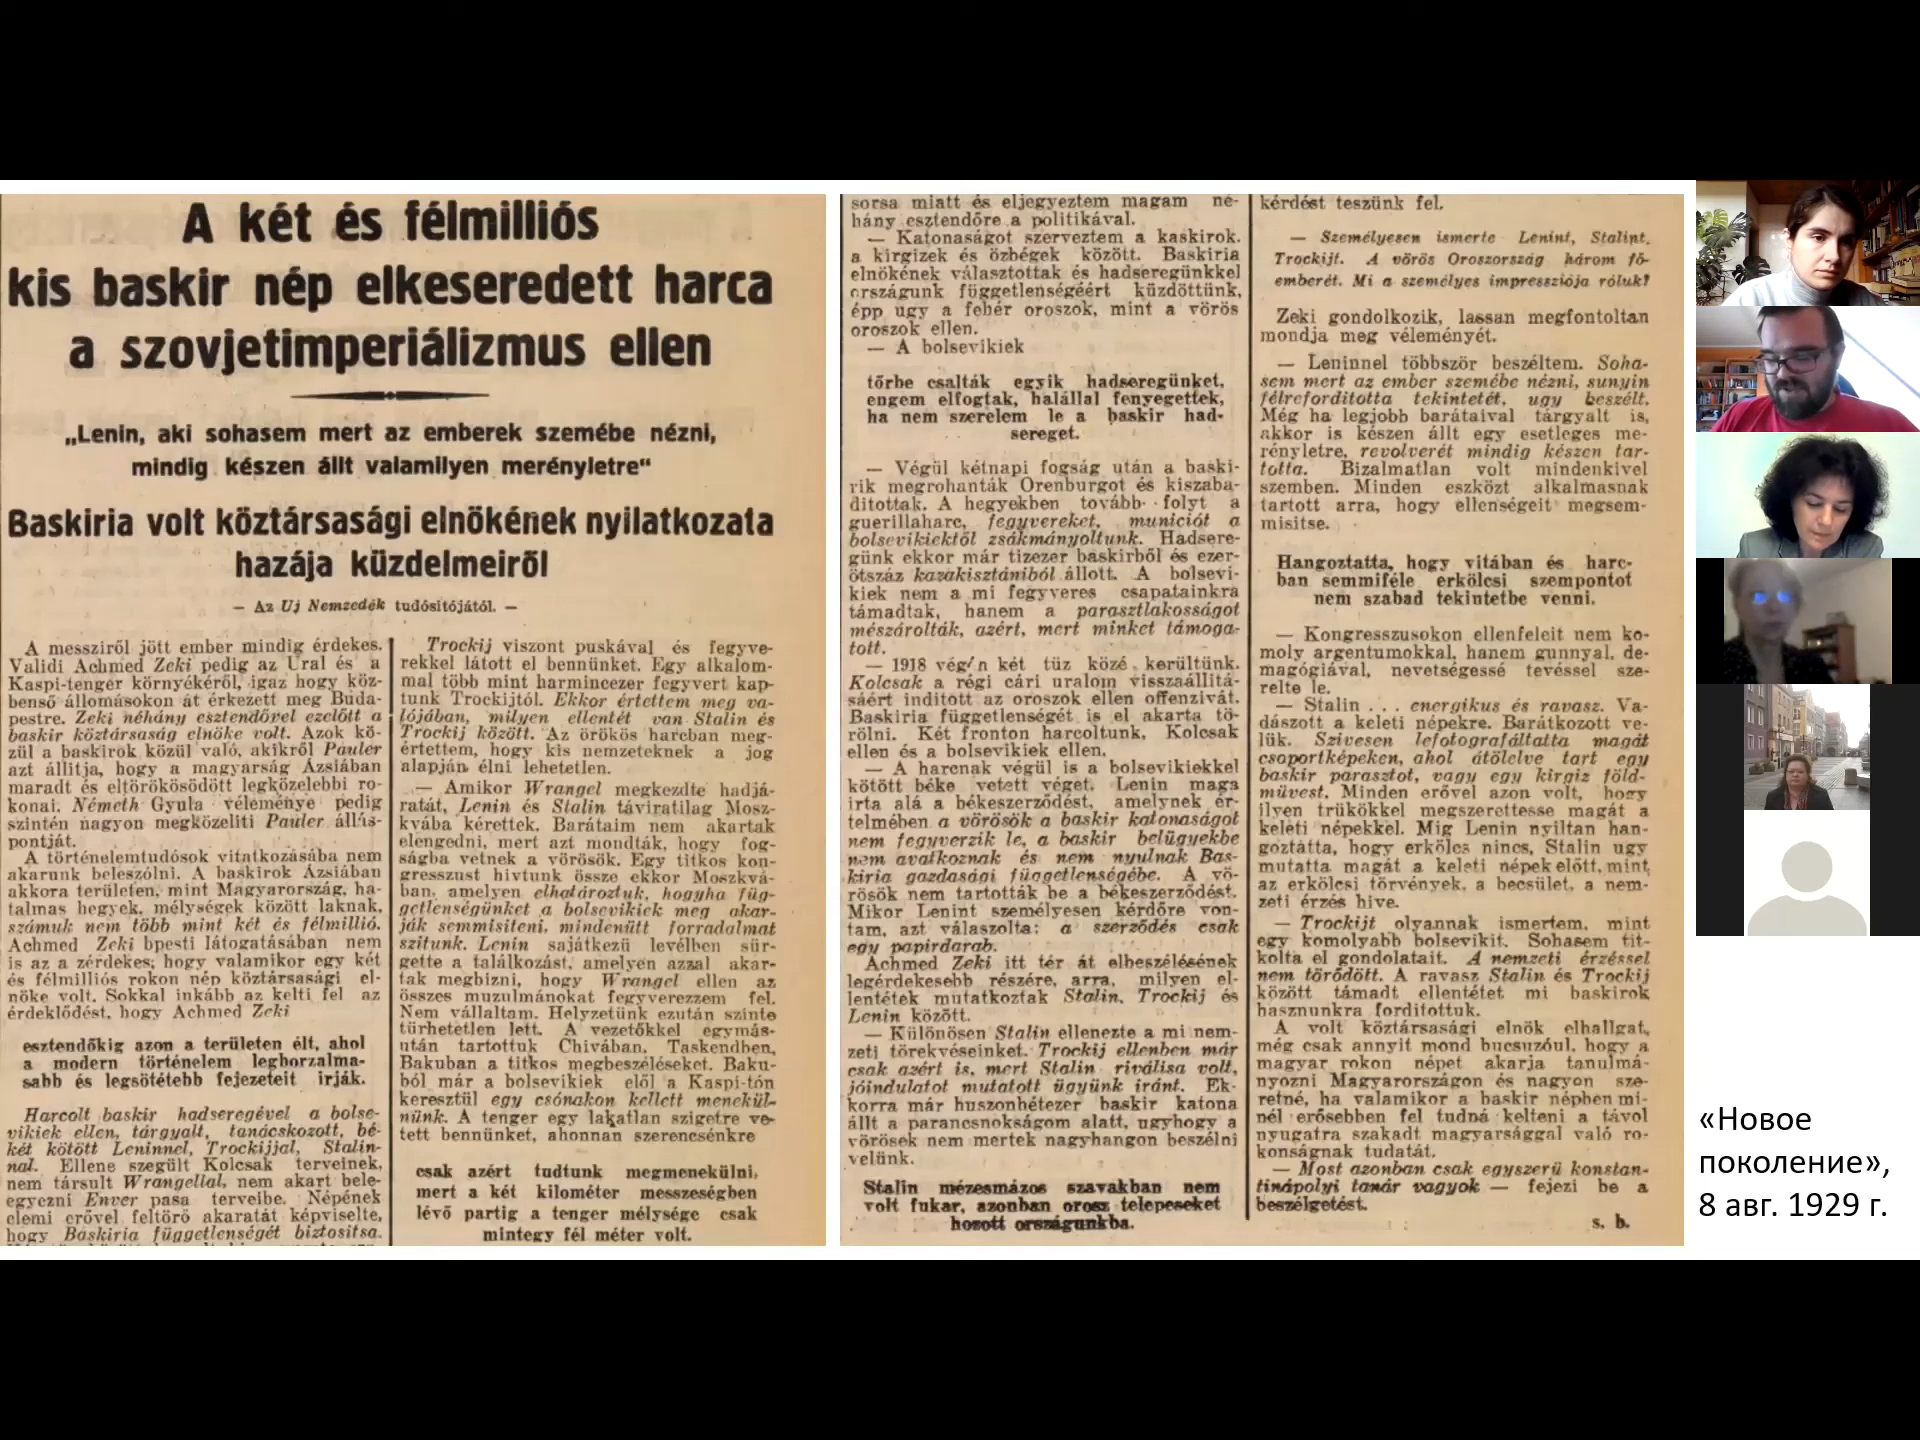 A két és félmilliós
kis baskir nép elkeseredett harca
a szovjetimperiálizmus ellen
„Lenin, aki sohasem mert az emberek szemébe nézni,
mindig készen állt valamilyen merényletre“
Baskiria volt köztársasági elnökének nyilatkozata
hazája küzdelmeiről
— Az Uj Nemzedék tudósitójától. —
A messziről jött ember mindig érdekes.
Validi Achmed Zeki pedig az Ural és a
Kaspi-tenger környékéről, igaz hogy köz-
benső állomásokon át érkezett meg Buda-
pestre. Zeki néhány esztendővel ezelőtt a
baskir köztársaság elnöke volt. Azok kö-
zül a baskirok közül való, akikről Pauler
azt állitja, hogy a magyarság Ázsiában
maradt és eltörökösödött legközelebbi ro-
konai. Németh Gyula véleménye pedig
szintén nagyon megközeliti Pauler állás-
pontját.
A történelemtudósok vitatkozásába nem
akarunk beleszólni. A baskirok Ázsiában
akkora területen, mint Magyarország, ha-
talmas hegyek, mélységek között laknak,
számuk nem több mint két és félmillió.
Achmed Zeki bpesti látogatásában nem
is az a zérdekes, hogy valamikor egy két
és félmilliós rokon nép köztársasági el-
nöke volt. Sokkal inkább az kelti fel az
érdeklődést, hogy Achmed Zeki
esztendőkig azon a területen élt, ahol
a modern történelem legborzalma-
sabb és legsötétebb fejezeteit irják.
Harcolt baskir hadseregével a bolse-
vikiek ellen, tárgyalt, tanácskozott, bé-
két kötött Leninnel, Trockijjal, Stalin-
nal. Ellene szegült Kolcsak terveinek,
nem társult Wrangellal, nem akart bele-
egyezni Enver pasa terveibe. Népének
elemi erővel feltörő akaratát képviselte,
hogy Baskiria függetlenségét biztositsa.
Trockij viszont puskával és fegyve-
rekkel látott el bennünket. Egy alkalom-
mal több mint harmincezer fegyvert kap-
tunk Trockijtól. Ekkor értettem meg va-
lójában, milyen ellentét van Stalin és
Trockij között. Az örökös harcban meg-
értettem, hogy kis nemzeteknek a jog
alapján élni lehetetlen.
— Amikor Wrangel megkezdte hadjá-
ratát, Lenin és Stalin táviratilag Mosz-
kvába kérettek. Barátaim nem akartak
elengedni, mert azt mondták, hogy fog-
ságba vetnek a vörösök. Egy titkos kon-
gresszust hivtunk össze ekkor Moszkvá-
ban, amelyen elhatároztuk, hogyha füg-
getlenségünket a bolsevikiek meg akar-
ják semmisiteni, mindenütt forradalmat
szitunk. Lenin sajátkezü levélben sür-
gette a találkozást, amelyen azzal akar-
tak megbizni, hogy Wrangel ellen az
összes muzulmánokat fegyverezzem fel.
Nem vállaltam. Helyzetünk ezután szinte
türhetetlen lett. A vezetőkkel egymás-
után tartottuk Chivában, Taskendben,
Bakuban a titkos megbeszéléseket. Baku-
ból már a bolsevikiek elől a Kaspi-tón
keresztül egy csónakon kellett menekül-
nünk. A tenger egy lakatlan szigetre ve-
tett bennünket, ahonnan szerencsénkre
csak azért tudtunk megmenekülni,
mert a két kilométer messzeségben
lévő partig a tenger mélysége csak
mintegy fél méter volt.
sorsa miatt és eljegyeztem magam né-
hány esztendőre a politikával.
— Katonaságot szerveztem a kaskirok.
a kirgizek és özbégek között. Baskiria
elnökének választottak és hadseregünkkel
országunk függetlenségéért küzdöttünk,
épp ugy a fehér oroszok, mint a vörös
oroszok ellen.
— A bolsevikiek
tőrbe csalták egyik hadseregünket,
engem elfogtak, halállal fenyegettek,
ha nem szerelem le a baskir had-
sereget.
— Végül kétnapi fogság után a baski-
rik megrohanták Orenburgot és kiszaba-
ditottak. A hegyekben tovább folyt a
guerillaharc, fegyvereket, municiót a
bolsevikiektől zsákmányoltunk. Hadsere-
günk ekkor már tizezer baskirból és ezer-
ötszáz kazakisztániból állott. A bolsevi-
kiek nem a mi fegyveres csapatainkra
támadtak, hanem a parasztlakosságot
mészárolták, azért, mert minket támoga-
tott.
— 1918 végén két tüz közé kerültünk.
Kolcsak a régi cári uralom visszaállitá-
sáért inditott az oroszok ellen offenzivát.
Baskiria függetlenségét is el akarta tö-
rölni. Két fronton harcoltunk, Kolcsak
ellen és a bolsevikiek ellen.
— A harcnak végül is a bolsevikiekkel
kötött béke vetett véget. Lenin maga
irta alá a békeszerződést, amelynek ér-
telmében a vörösök a baskir katonaságot
nem fegyverzik le, a baskir belügyekbe
nem avatkoznak és nem nyulnak Bas-
kiria gazdasági függetlenségébe. A vö-
rösök nem tartották be a békeszerződést.
Mikor Lenint személyesen kérdőre von-
tam, azt válaszolta: a szerződés csak
egy papirdarab.
Achmed Zeki itt tér át elbeszélésének
legérdekesebb részére, arra, milyen el-
lentétek mutatkoztak Stalin, Trockij és
Lenin között.
— Különösen Stalin ellenezte a mi nem-
zeti törekvéseinket. Trockij ellenben már
csak azért is, mert Stalin riválisa volt,
jóindulatot mutatott ügyünk iránt. Ek-
korra már huszonhétezer baskir katona
állt a parancsnokságom alatt, ugyhogy a
vörösek nem mertek nagyhangon beszélni
velünk.
Stalin mézesmázos szavakban nem
volt fukar, azonban orosz telepeseket
hozott országunkba.
kérdést teszünk fel.
— Személyesen ismerte Lenint, Stalint,
Trockijt. A vörös Oroszország három fő-
emberét. Mi a személyes impressziója róluk?
Zeki gondolkozik, lassan megfontoltan
mondja meg véleményét.
— Leninnel többször beszéltem. Soha-
sem mert az ember szemébe nézni, sunyin
félreforditotta tekintetét, ugy beszélt.
Még ha legjobb barátaival tárgyalt is,
akkor is készen állt egy esetleges me-
rényletre, revolverét mindig készen tar-
totta. Bizalmatlan volt mindenkivel
szemben. Minden eszközt alkalmasnak
tartott arra, hogy ellenségeit megsem-
misitse.
Hangoztatta, hogy vitában és harc-
ban semmiféle erkölcsi szempontot
nem szabad tekintetbe venni.
— Kongresszusokon ellenfeleit nem ko-
moly argentumokkal, hanem gunnyal, de-
magógiával, nevetségessé tevéssel sze-
relte le.
— Stalin . . . energikus és ravasz. Va-
dászott a keleti népekre. Barátkozott ve-
lük. Szivesen lefotografáltatta magát
csoportképeken, ahol átölelve tart egy
baskir parasztot, vagy egy kirgiz föld-
müvest. Minden erővel azon volt, hogy
ilyen trükökkel megszerettesse magát a
keleti népekkel. Mig Lenin nyiltan han-
goztatta, hogy erkölcs nincs, Stalin ugy
mutatta magát a keleti népek előtt, mint
az erkölcsi törvények, a becsület, a nem-
zeti érzés hive.
— Trockijt olyannak ismertem, mint
egy komolyabb bolsevikit. Sohasem tit-
kolta el gondolatait. A nemzeti érzéssel
nem törődött. A ravasz Stalin és Trockij
között támadt ellentétet mi baskirok
hasznunkra forditottuk.
A volt köztársasági elnök elhallgat,
még csak annyit mond bucsuzóul, hogy a
magyar rokon népet akarja tanulmá-
nyozni Magyarországon és nagyon sze-
retné, ha valamikor a baskir népben mi-
nél erősebben fel tudná kelteni a távol
nyugatra szakadt magyarsággal való ro-
konságnak tudatát.
— Most azonban csak egyszerü konstan-
tinápolyi tanár vagyok — fejezi be a
beszélgetést.
s. b.
«Новое
поколение»,
8 авг. 1929 г.